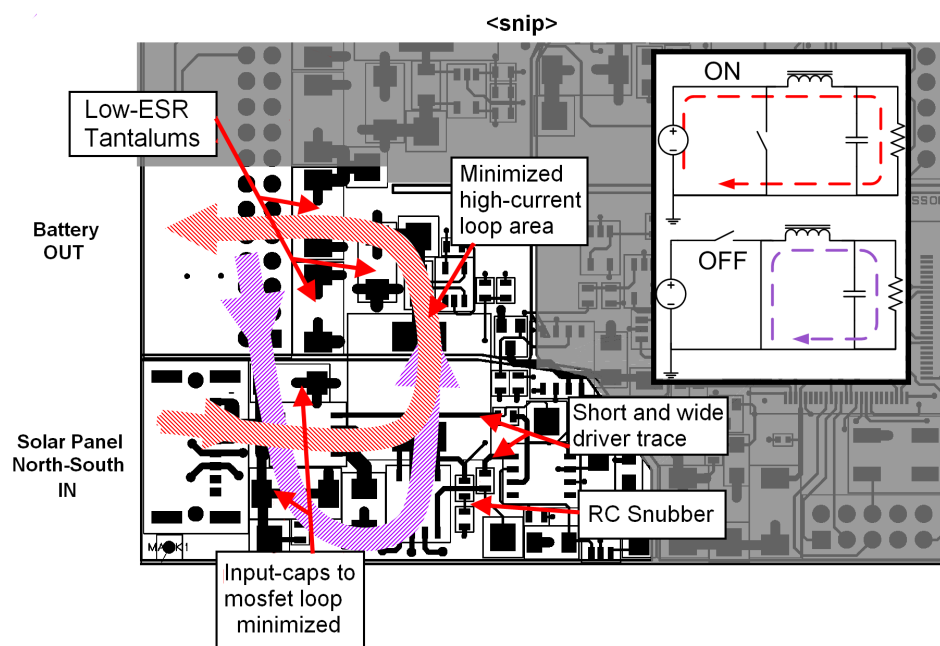 <snip>
ON
Low-ESR
Tantalums
Minimized
high-current
loop area
Battery
OUT
OFF
Short and wide
driver trace
Solar Panel
North-South
IN
RC Snubber
Input-caps to
mosfet loop
minimized